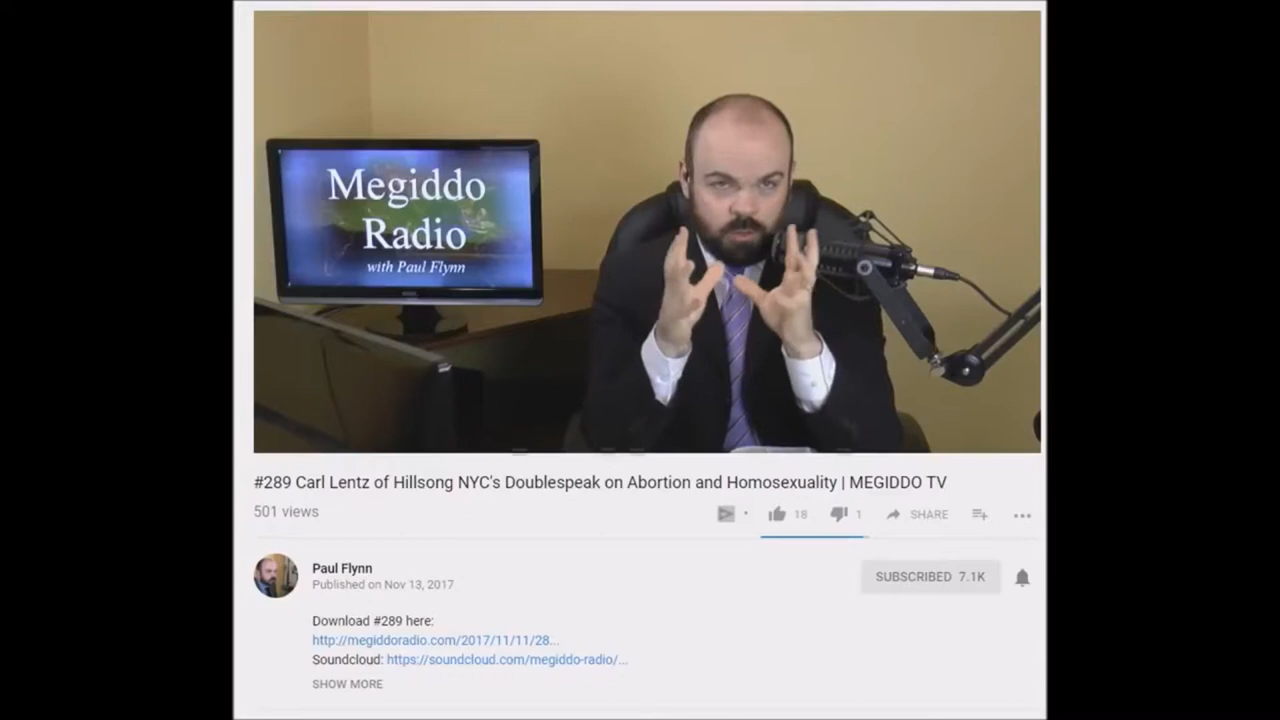 Megiddo
Radio
with Paul Flynn
#289 Carl Lentz of Hillsong NYC's Doublespeak on Abortion and Homosexuality | MEGIDDO TV
501 views
18
1
SHARE
Paul Flynn
Published on Nov 13, 2017
SUBSCRIBED 7.1K
Download #289 here:
http://megiddoradio.com/2017/11/11/28...
Soundcloud: https://soundcloud.com/megiddo-radio/...
SHOW MORE